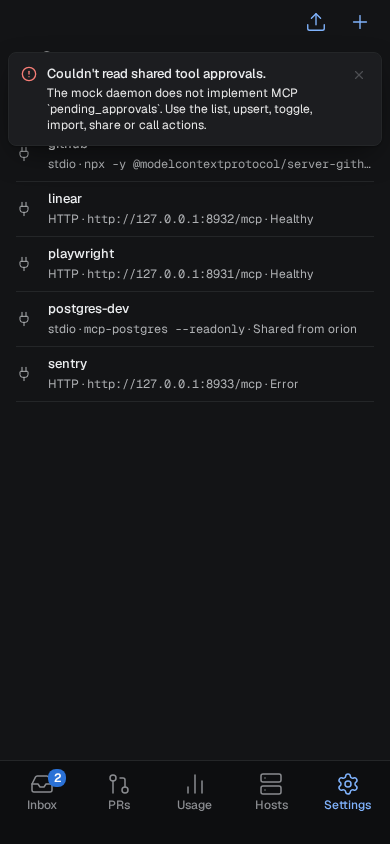 Couldn't read shared tool approvals.
The mock daemon does not implement MCP
`pending_approvals`. Use the list, upsert, toggle,
import, share or call actions.
github
stdio · npx -y @modelcontextprotocol/server-gith…
linear
HTTP · http://127.0.0.1:8932/mcp · Healthy
playwright
HTTP · http://127.0.0.1:8931/mcp · Healthy
postgres-dev
stdio · mcp-postgres --readonly · Shared from orion
sentry
HTTP · http://127.0.0.1:8933/mcp · Error
2
Inbox
PRs
Usage
Hosts
Settings